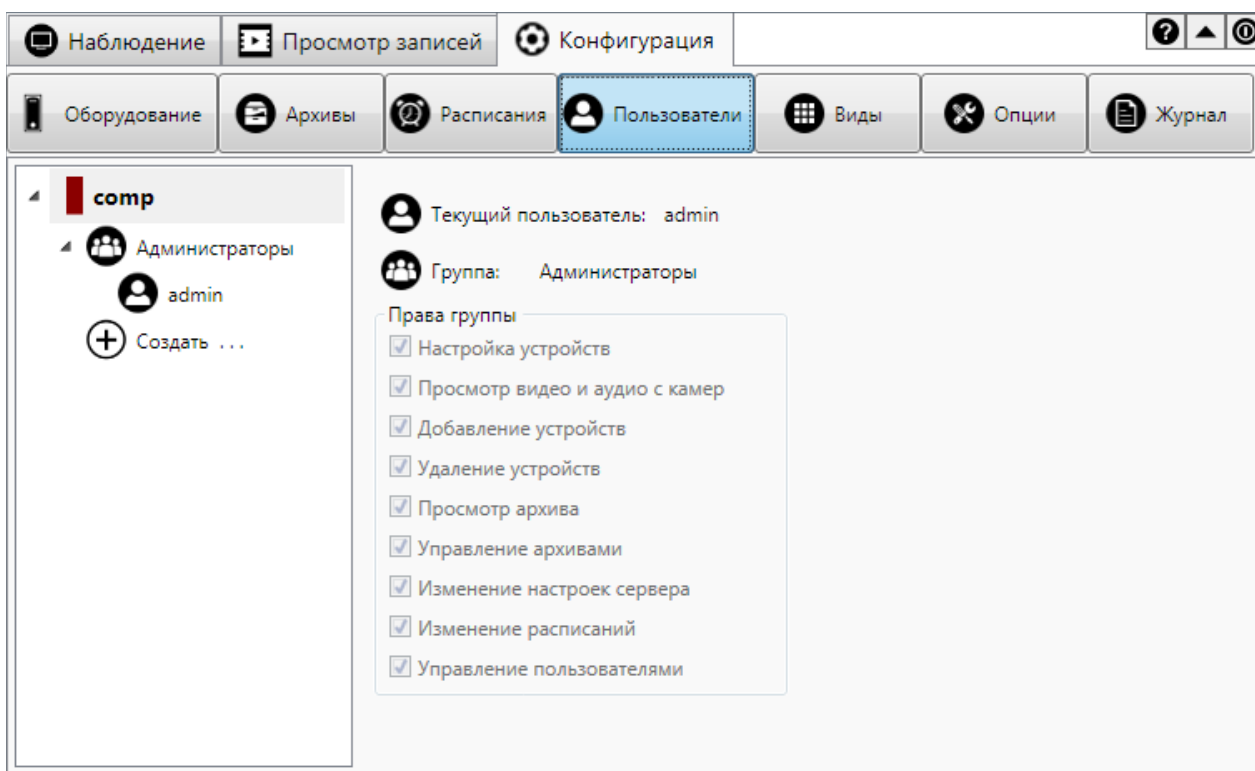 Наблюдение Просмотр записей Конфигурация ?
Оборудование Архивы Расписания Пользователи Виды Опции Журнал
comp
Администраторы
admin
Создать ...
Текущий пользователь: admin
Группа: Администраторы
Права группы
Настройка устройств
Просмотр видео и аудио с камер
Добавление устройств
Удаление устройств
Просмотр архива
Управление архивами
Изменение настроек сервера
Изменение расписаний
Управление пользователями